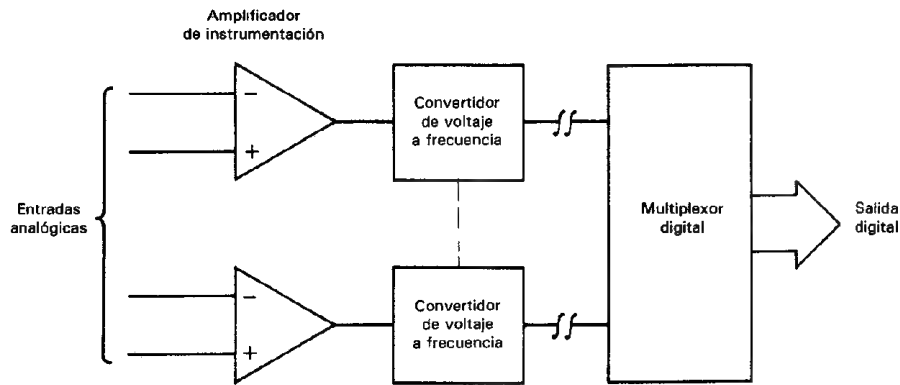 Amplificador
de instrumentación
−
+
Convertidor
de voltaje
a frecuencia
Entradas
analógicas
Multiplexor
digital
Salida
digital
−
+
Convertidor
de voltaje
a frecuencia